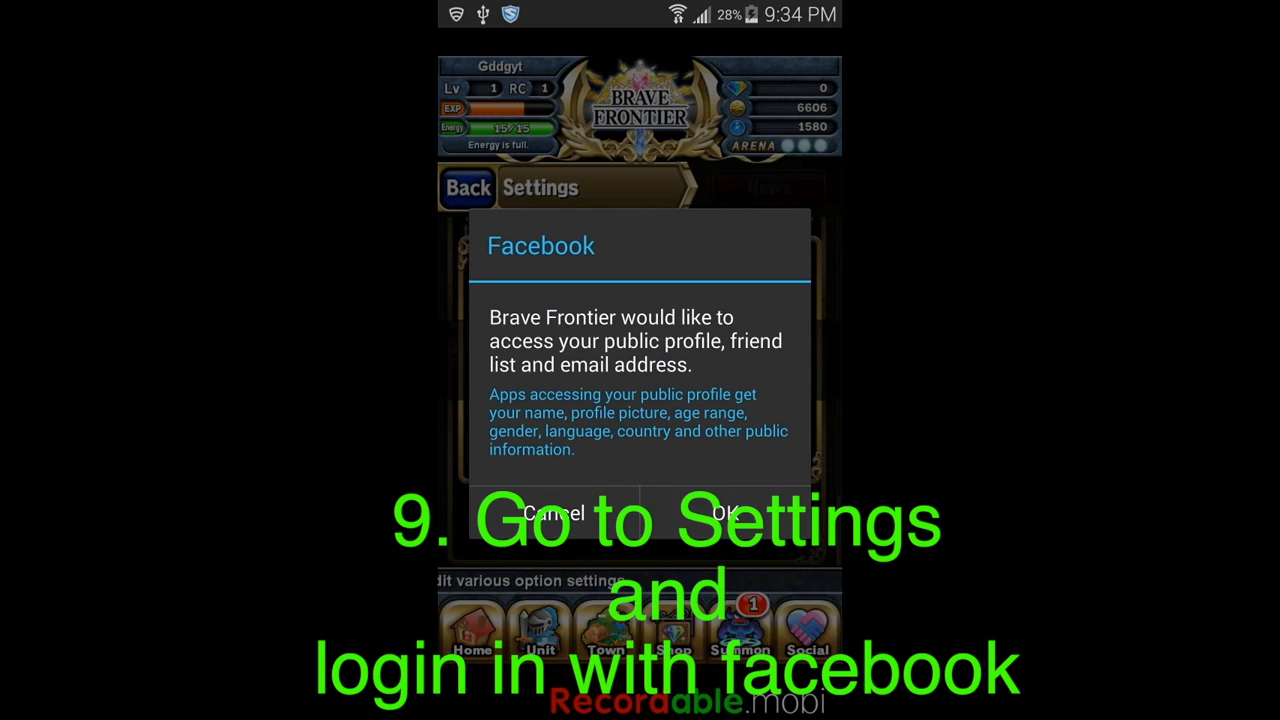 28% 9:34 PM
Gddgyt
Lv 1 RC 1
EXP
Energy 15/15
Energy is full.
BRAVE
FRONTIER
0
6606
1580
ARENA
Back Settings
News
Facebook
Brave Frontier would like to
access your public profile, friend
list and email address.
Apps accessing your public profile get
your name, profile picture, age range,
gender, language, country and other public
information.
Cancel OK
9. Go to Settings
and
login in with facebook
dit various option settings
1
Home Unit Town Shop Summon Social
Recordable.mobi